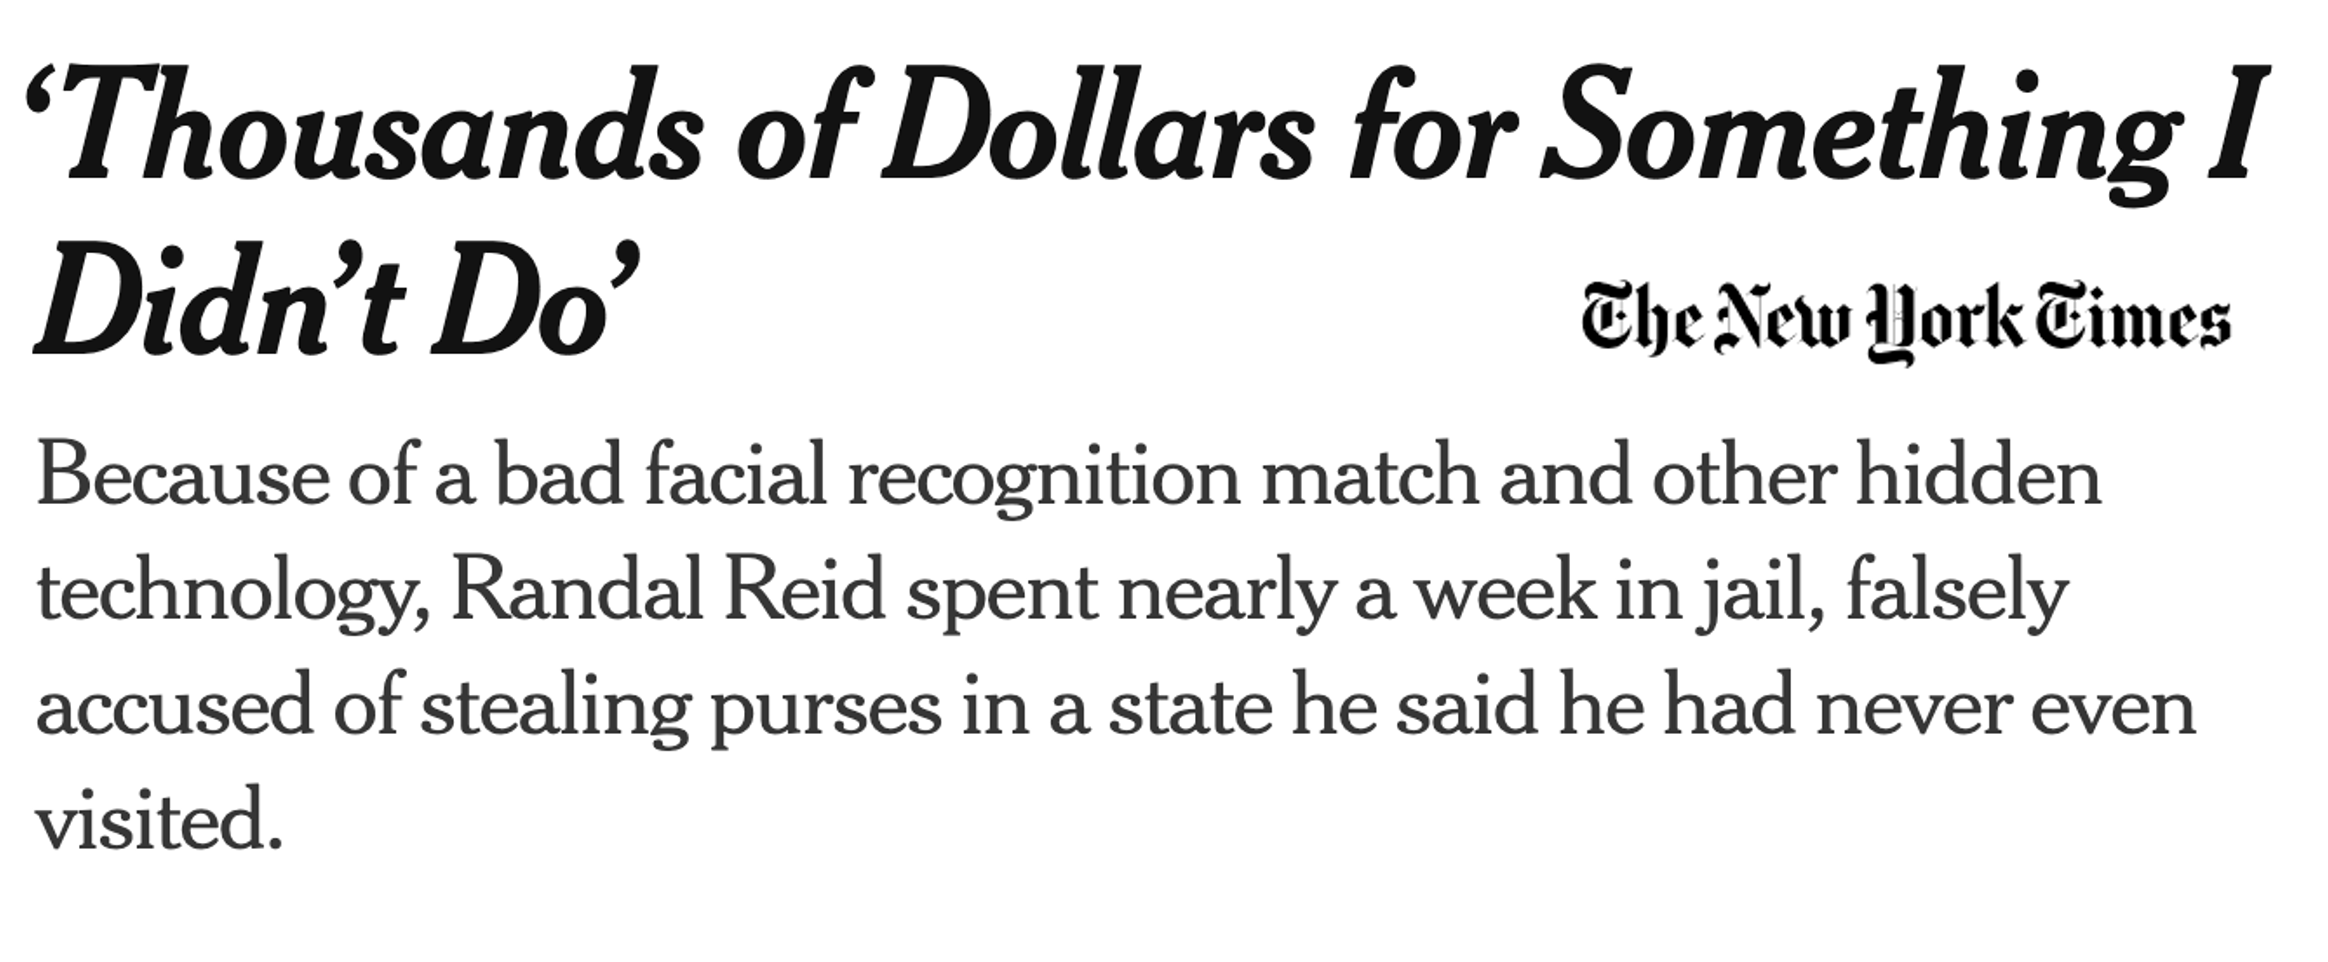 ‘Thousands of Dollars for Something I
Didn’t Do’
The New York Times
Because of a bad facial recognition match and other hidden
technology, Randal Reid spent nearly a week in jail, falsely
accused of stealing purses in a state he said he had never even
visited.